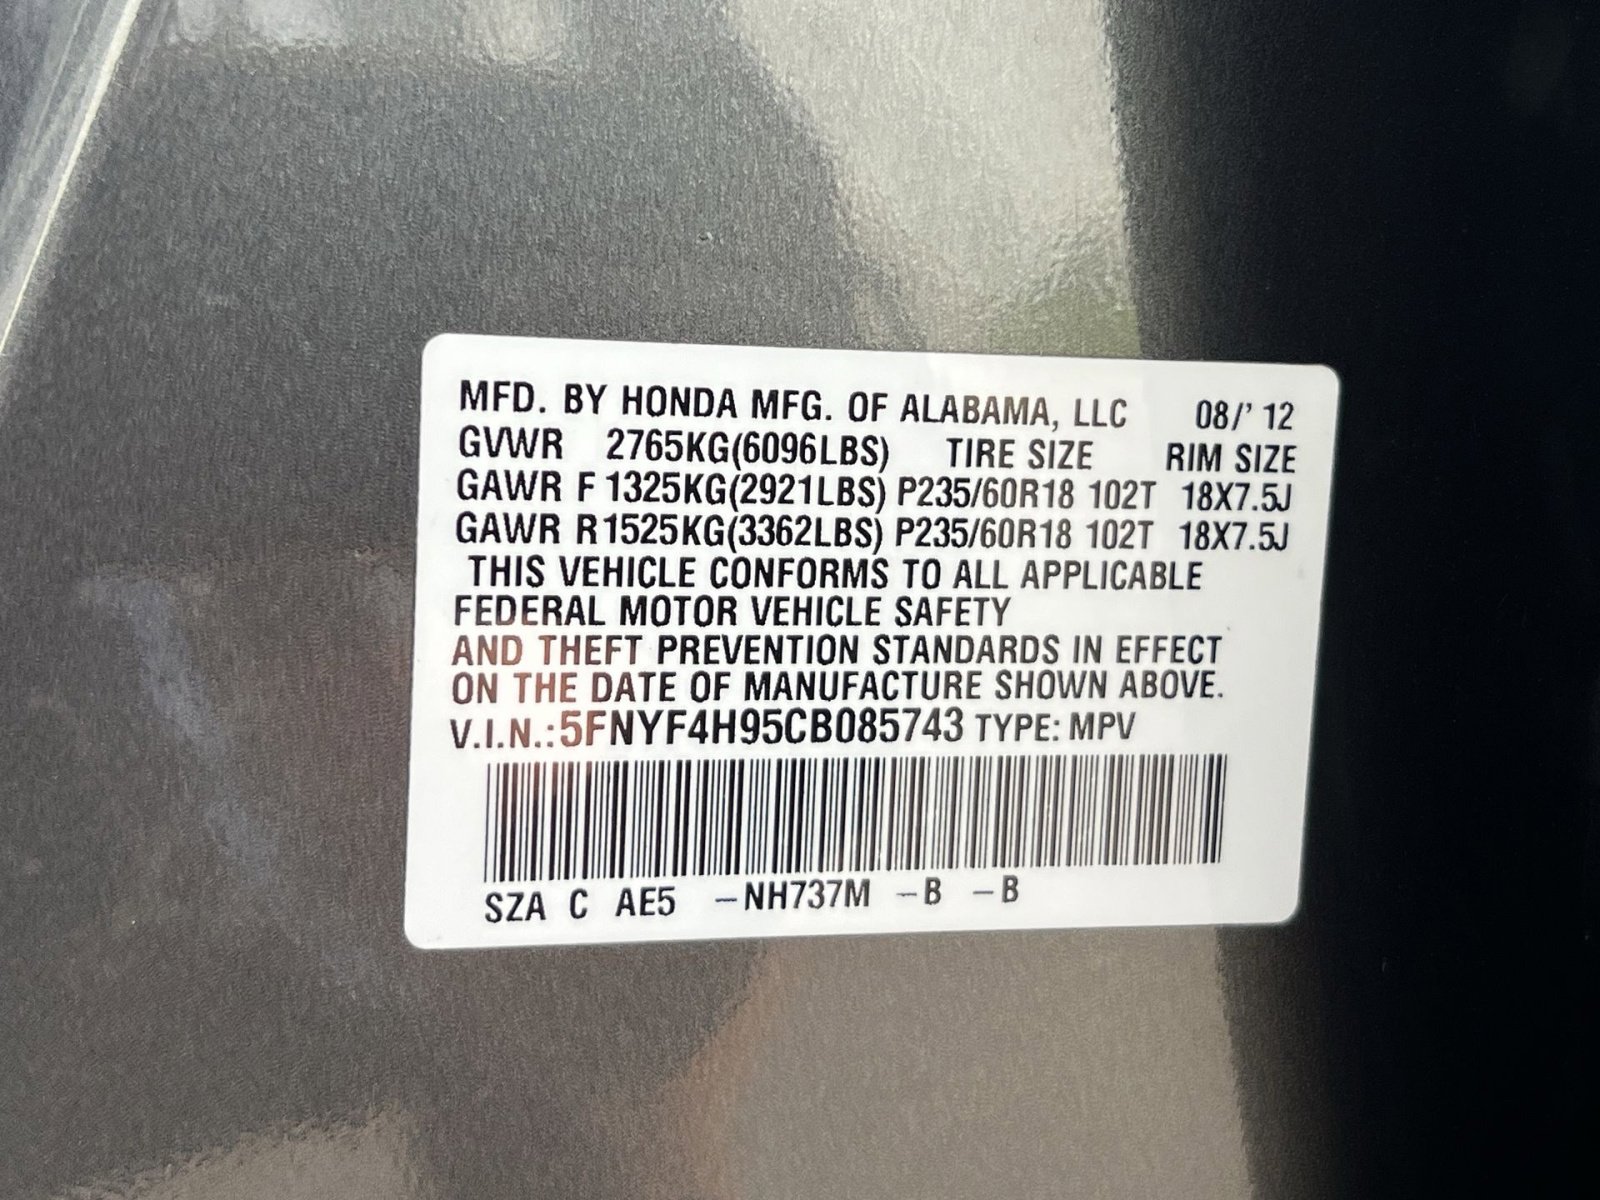 MFD. BY HONDA MFG. OF ALABAMA, LLC 08/' 12
GVWR 2765KG(6096LBS) TIRE SIZE RIM SIZE
GAWR F 1325KG(2921LBS) P235/60R18 102T 18X7.5J
GAWR R 1525KG(3362LBS) P235/60R18 102T 18X7.5J
THIS VEHICLE CONFORMS TO ALL APPLICABLE
FEDERAL MOTOR VEHICLE SAFETY
AND THEFT PREVENTION STANDARDS IN EFFECT
ON THE DATE OF MANUFACTURE SHOWN ABOVE.
V.I.N.:5FNYF4H95CB085743 TYPE: MPV
SZA C AE5 –NH737M –B –B